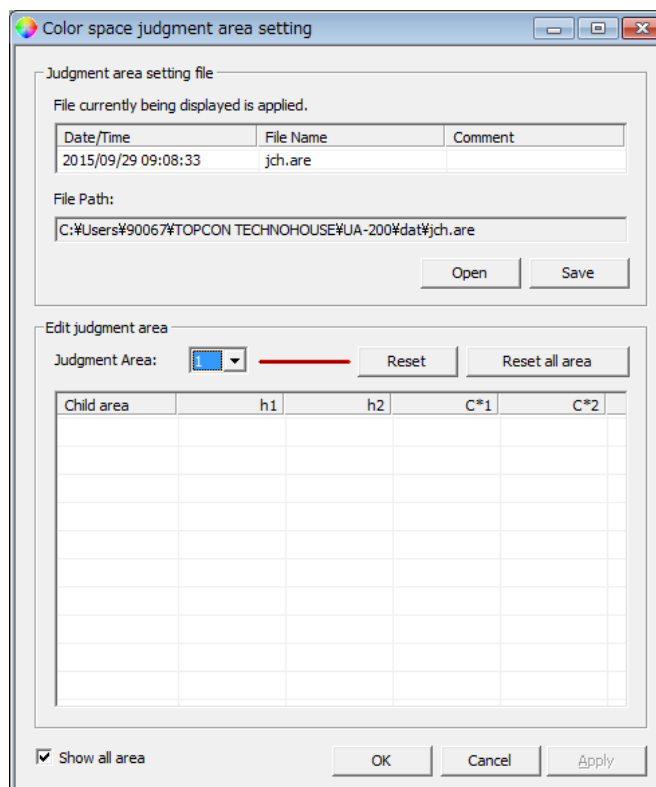 Color space judgment area setting
Judgment area setting file
File currently being displayed is applied.
Date/Time File Name Comment
2015/09/29 09:08:33 jch.are
File Path:
C:¥Users¥90067¥TOPCON TECHNOHOUSE¥UA-200¥dat¥jch.are
Open Save
Edit judgment area
Judgment Area: 1 Reset Reset all area
Child area h1 h2 C*1 C*2
Show all area OK Cancel Apply